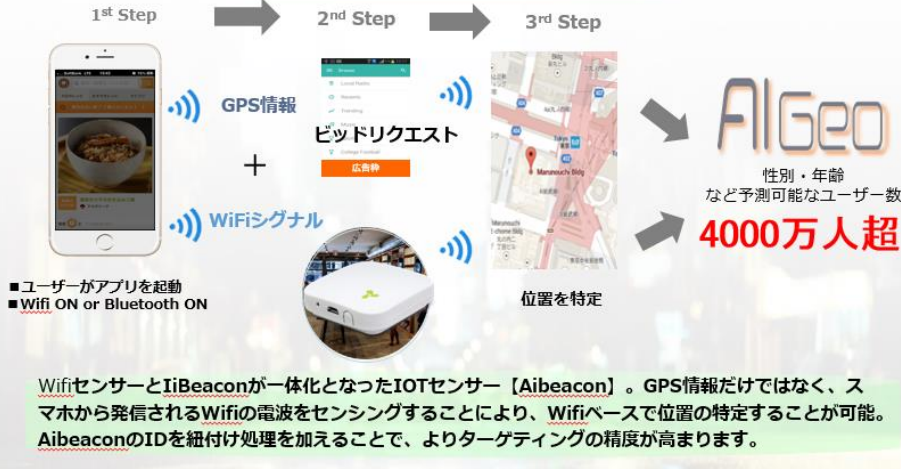 1st Step
2nd Step
3rd Step
GPS情報
+
WiFiシグナル
ビッドリクエスト
広告枠
Marunouchi Bldg
AIGeo
性別・年齢
など予測可能なユーザー数
4000万人超
■ユーザーがアプリを起動
■Wifi ON or Bluetooth ON
位置を特定
WifiセンサーとIiBeaconが一体化となったIOTセンサー【Aibeacon】。GPS情報だけではなく、ス
マホから発信されるWifiの電波をセンシングすることにより、Wifiベースで位置の特定することが可能。
AibeaconのIDを紐付け処理を加えることで、よりターゲティングの精度が高まります。